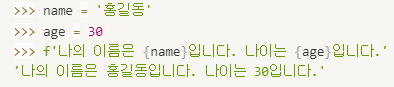 >>> name = '홍길동'
>>> age = 30
>>> f'나의 이름은 {name}입니다. 나이는 {age}입니다.'
'나의 이름은 홍길동입니다. 나이는 30입니다.'